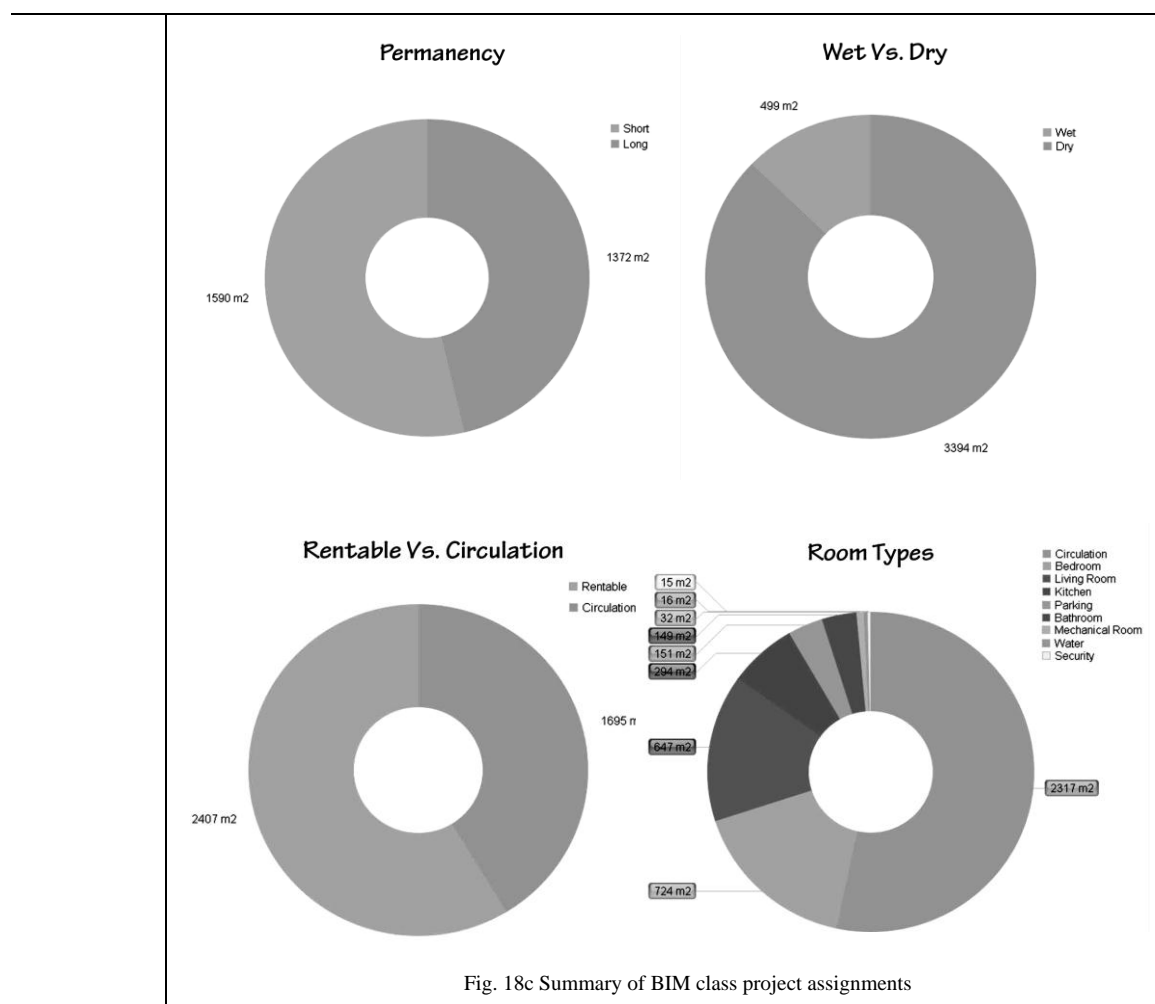 Permanency
Short
Long
1372 m2
1590 m2
Wet Vs. Dry
499 m2
Wet
Dry
3394 m2
Rentable Vs. Circulation
Rentable
Circulation
1695 m
2407 m2
Room Types
Circulation
Bedroom
Living Room
Kitchen
Parking
Bathroom
Mechanical Room
Water
Security
15 m2
16 m2
32 m2
149 m2
151 m2
294 m2
647 m2
2317 m2
724 m2
Fig. 18c Summary of BIM class project assignments